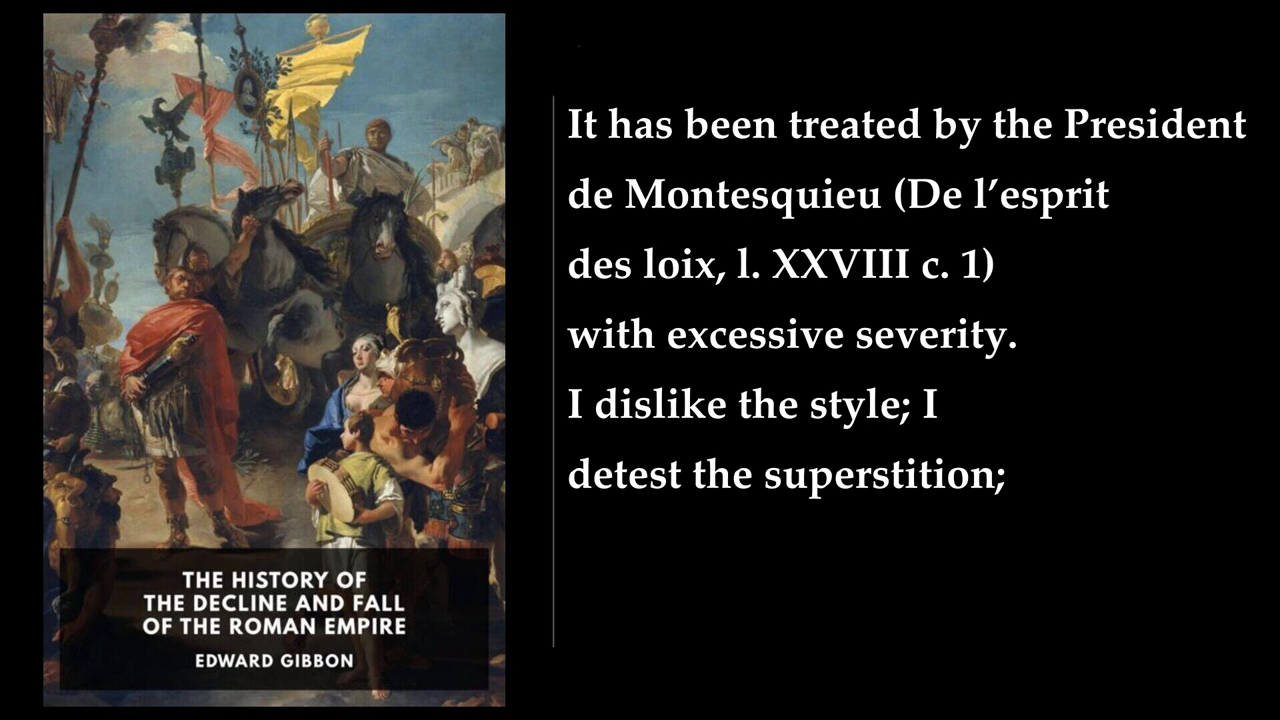 It has been treated by the President
de Montesquieu (De l’esprit
des loix, l. XXVIII c. 1)
with excessive severity.
I dislike the style; I
detest the superstition;
THE HISTORY OF
THE DECLINE AND FALL
OF THE ROMAN EMPIRE
EDWARD GIBBON